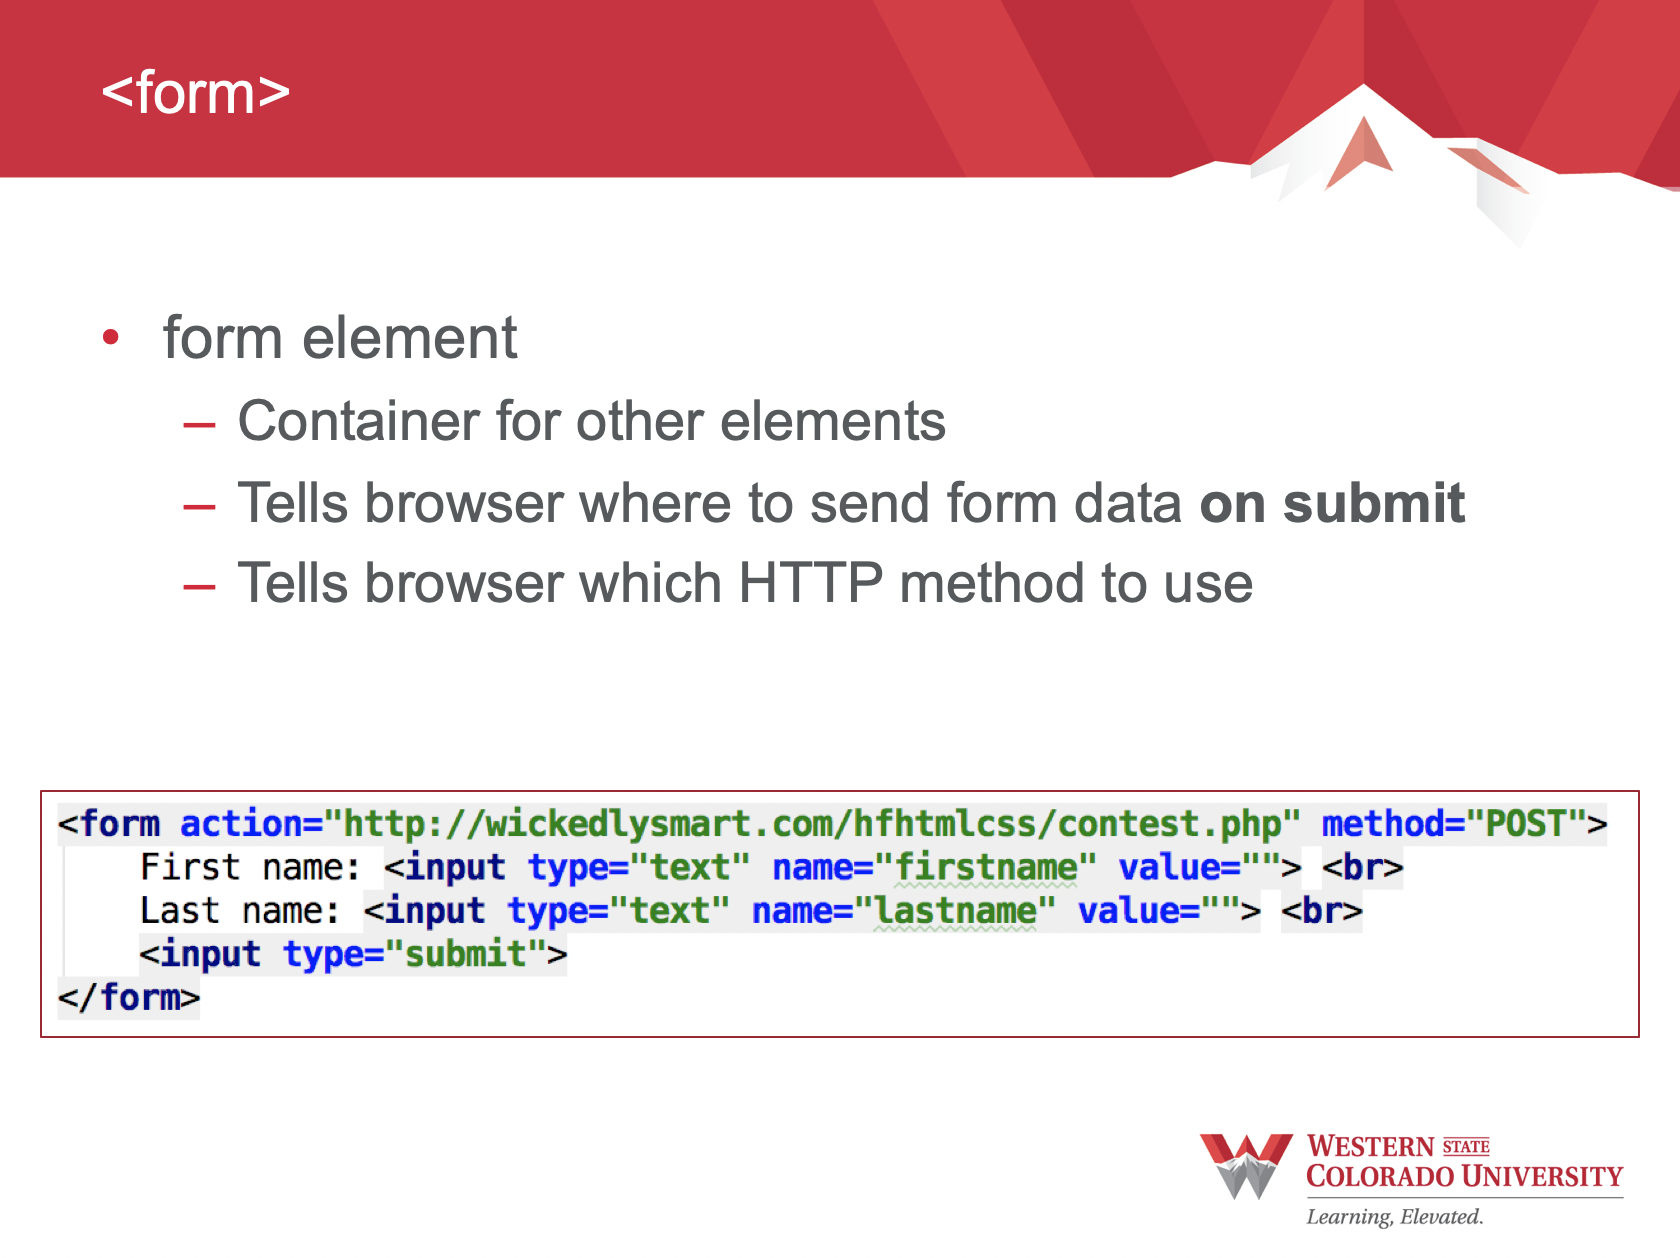 <form>
• form element
– Container for other elements
– Tells browser where to send form data on submit
– Tells browser which HTTP method to use
<form action="http://wickedlysmart.com/hfhtmlcss/contest.php" method="POST">
First name: <input type="text" name="firstname" value=""> <br>
Last name: <input type="text" name="lastname" value=""> <br>
<input type="submit">
</form>
WESTERN STATE
COLORADO UNIVERSITY
Learning, Elevated.